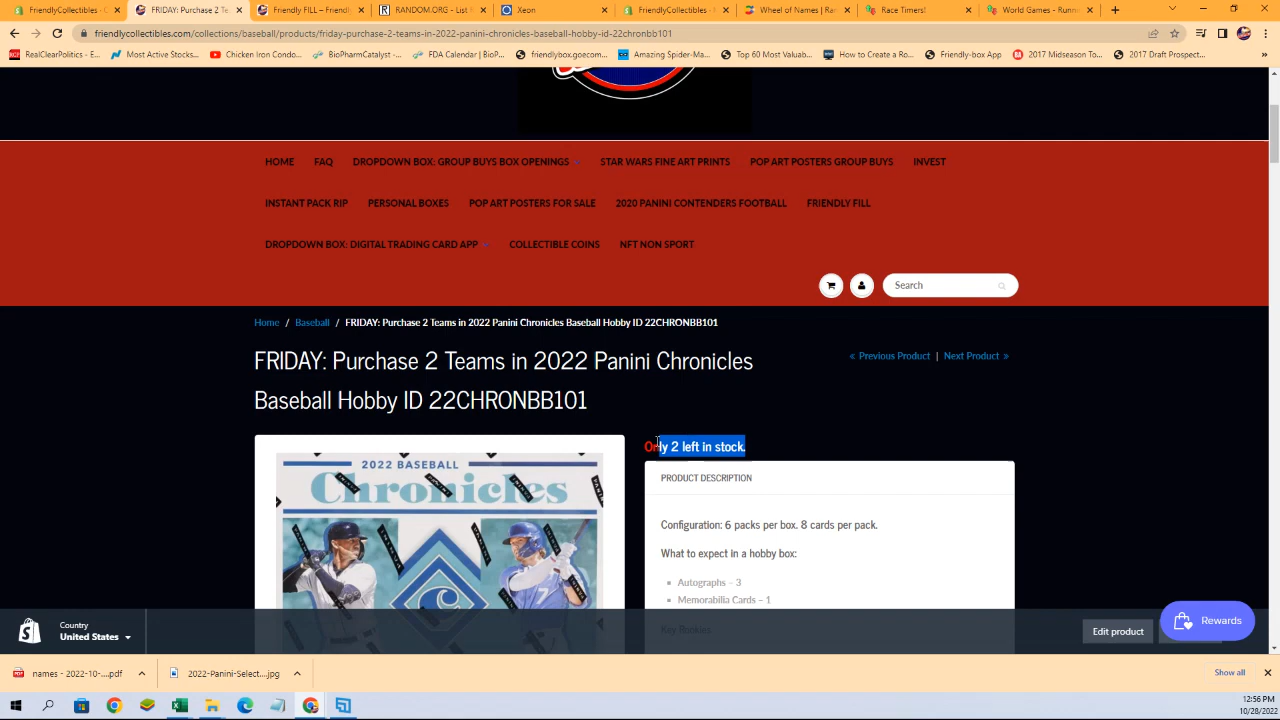 FriendlyCollectibles - C
FRIDAY: Purchase 2 Te
Friendly FILL – Friendl
RANDOM.ORG - List R
Xeon
FriendlyCollectibles - M
Wheel of Names | Ra
Race Timers!
World Games - Runne
friendlycollectibles.com/collections/baseball/products/friday-purchase-2-teams-in-2022-panini-chronicles-baseball-hobby-id-22chronbb101
RealClearPolitics - E...
Most Active Stocks...
Chicken Iron Condo...
BioPharmCatalyst -...
FDA Calendar | BioP...
friendlybox.goecom...
Amazing Spider-Ma...
Top 60 Most Valuab...
How to Create a Ro...
Friendly-box App
2017 Midseason To...
2017 Draft Prospect...
HOME FAQ DROPDOWN BOX: GROUP BUYS BOX OPENINGS STAR WARS FINE ART PRINTS POP ART POSTERS GROUP BUYS INVEST
INSTANT PACK RIP PERSONAL BOXES POP ART POSTERS FOR SALE 2020 PANINI CONTENDERS FOOTBALL FRIENDLY FILL
DROPDOWN BOX: DIGITAL TRADING CARD APP COLLECTIBLE COINS NFT NON SPORT
Search
Home / Baseball / FRIDAY: Purchase 2 Teams in 2022 Panini Chronicles Baseball Hobby ID 22CHRONBB101
FRIDAY: Purchase 2 Teams in 2022 Panini Chronicles
Baseball Hobby ID 22CHRONBB101
« Previous Product | Next Product »
Only 2 left in stock.
2022 BASEBALL
Chronicles
PRODUCT DESCRIPTION
Configuration: 6 packs per box. 8 cards per pack.
What to expect in a hobby box:
Autographs – 3
Memorabilia Cards – 1
Key Rookies
Country
United States
Edit product
Rewards
names - 2022-10-....pdf
2022-Panini-Select....jpg
Show all
12:56 PM
10/28/2022